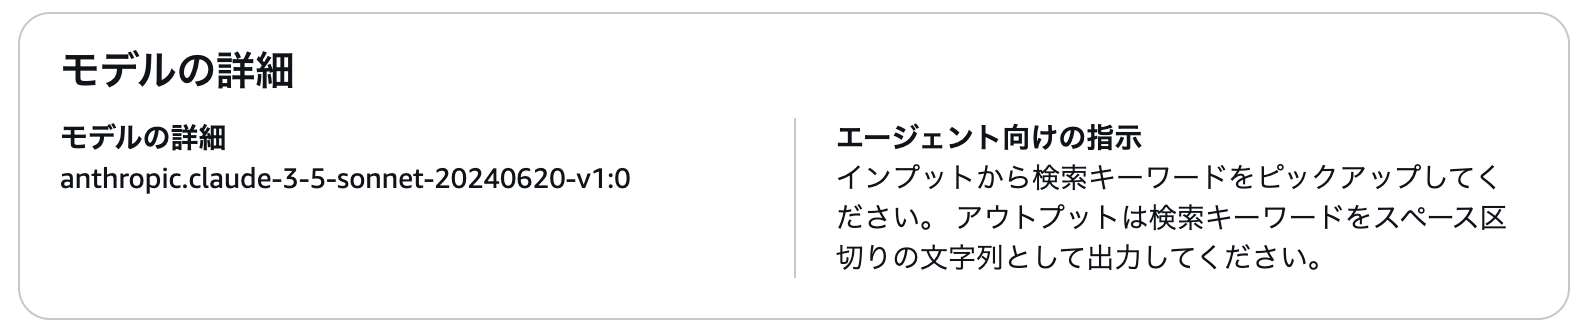 モデルの詳細
モデルの詳細
anthropic.claude-3-5-sonnet-20240620-v1:0
エージェント向けの指示
インプットから検索キーワードをピックアップしてく
ださい。 アウトプットは検索キーワードをスペース区
切りの文字列として出力してください。